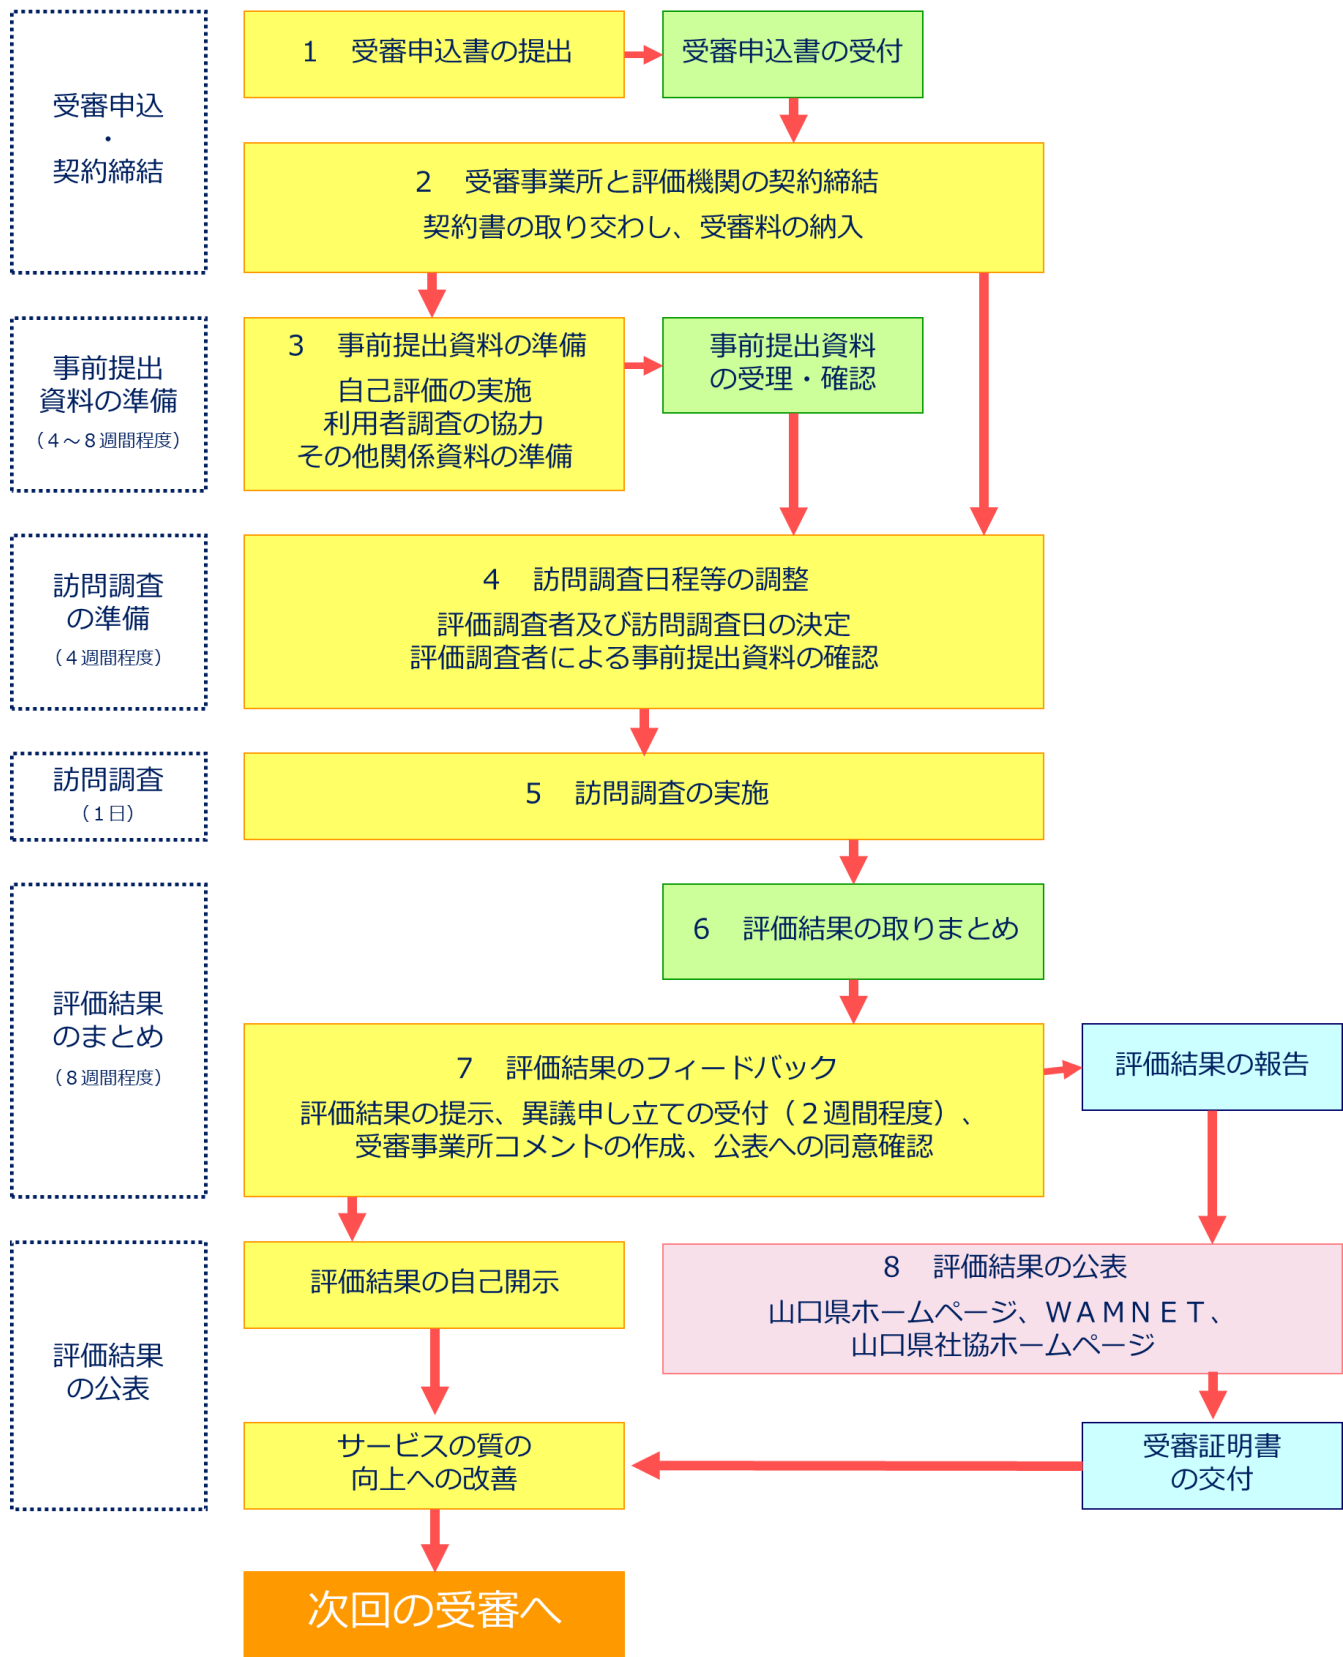 受審申込
・
契約締結
１　受審申込書の提出
受審申込書の受付
２　受審事業所と評価機関の契約締結
契約書の取り交わし、受審料の納入
事前提出
資料の準備
（４～８週間程度）
３　事前提出資料の準備
自己評価の実施
利用者調査の協力
その他関係資料の準備
事前提出資料
の受理・確認
訪問調査
の準備
（４週間程度）
４　訪問調査日程等の調整
評価調査者及び訪問調査日の決定
評価調査者による事前提出資料の確認
訪問調査
（１日）
５　訪問調査の実施
評価結果
のまとめ
（８週間程度）
６　評価結果の取りまとめ
７　評価結果のフィードバック
評価結果の提示、異議申し立ての受付（２週間程度）、
受審事業所コメントの作成、公表への同意確認
評価結果の報告
評価結果
の公表
評価結果の自己開示
８　評価結果の公表
山口県ホームページ、ＷＡＭＮＥＴ、
山口県社協ホームページ
サービスの質の
向上への改善
受審証明書
の交付
次回の受審へ